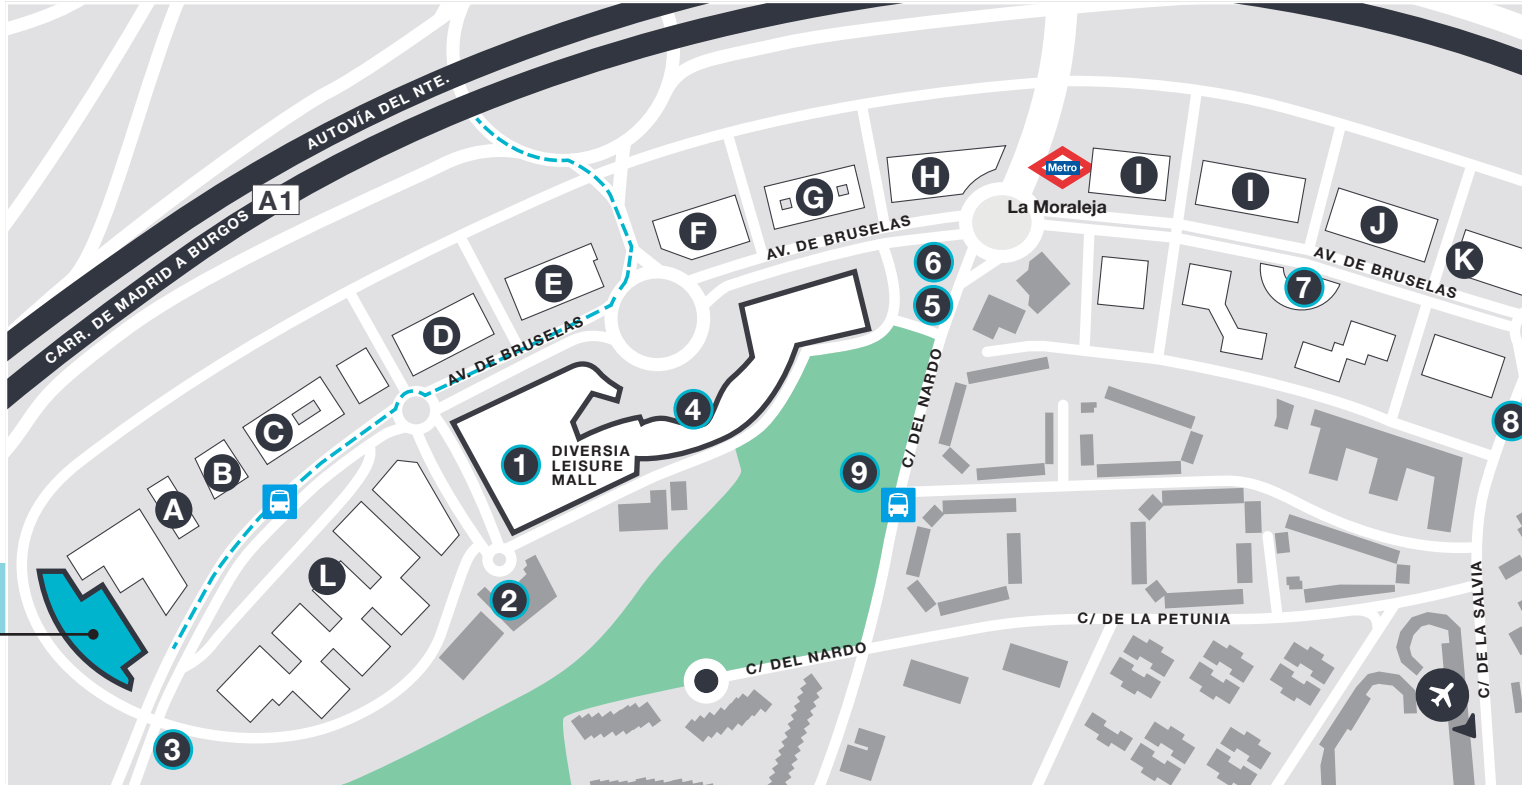 AUTOVÍA DEL NTE.
A1
CARR. DE MADRID A BURGOS
Metro
La Moraleja
H
I
I
G
J
F
AV. DE BRUSELAS
K
AV. DE BRUSELAS
6
7
E
5
D
AV. DE BRUSELAS
C/ DEL NARDO
4
8
C
B
1
DIVERSIA
LEISURE
MALL
9
A
L
2
C/ DE LA PETUNIA
C/ DE LA SALVIA
C/ DEL NARDO
3